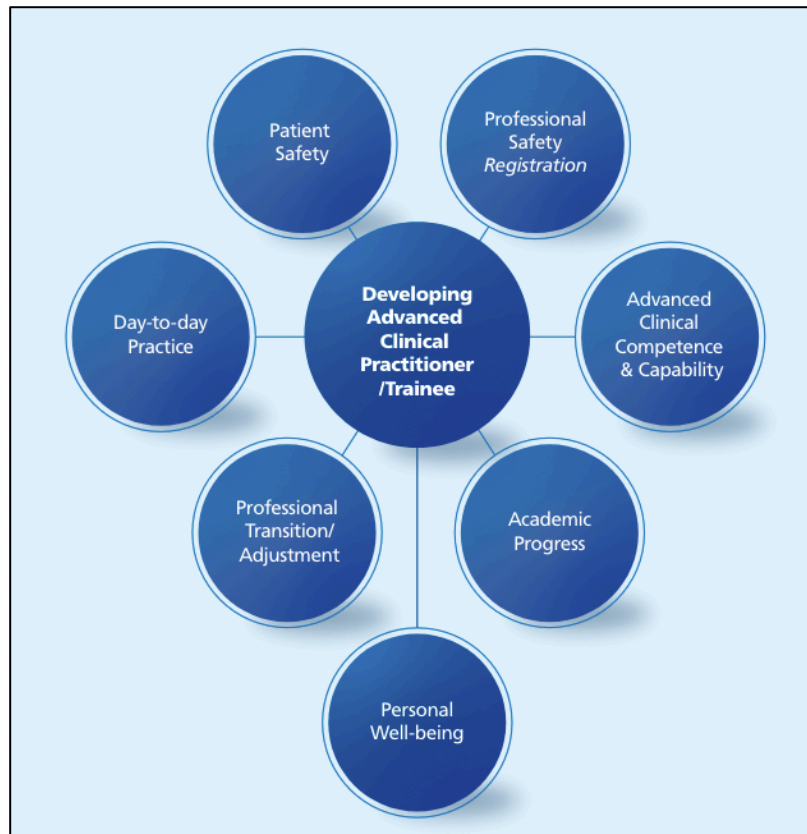 Patient
Safety
Professional
Safety
Registration
Developing
Advanced
Clinical
Practitioner
/Trainee
Day-to-day
Practice
Advanced
Clinical
Competence
& Capability
Professional
Transition/
Adjustment
Academic
Progress
Personal
Well-being